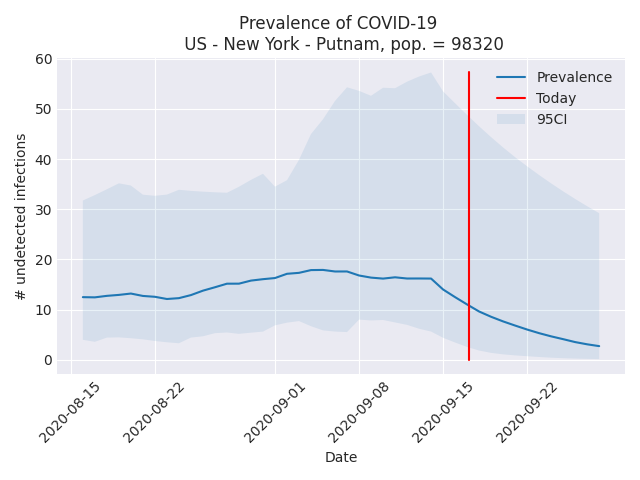 Prevalence of COVID-19
US - New York - Putnam, pop. = 98320
# undetected infections
60
50
40
30
20
10
0
Prevalence
Today
95CI
2020-08-15
2020-08-22
2020-09-01
2020-09-08
2020-09-15
2020-09-22
Date